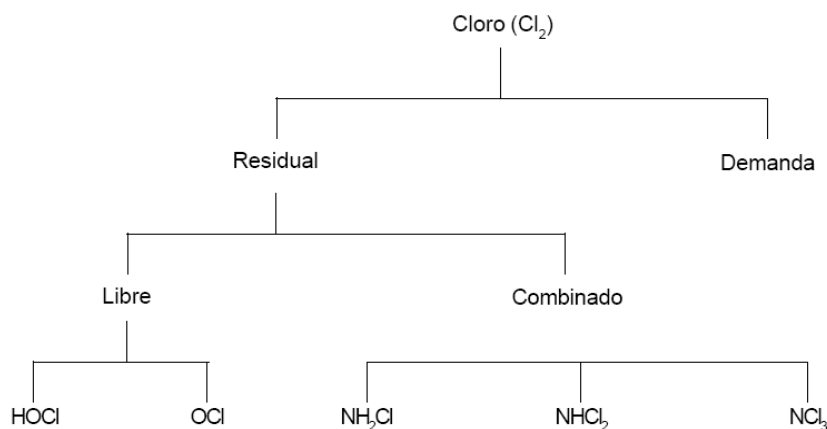 Cloro (Cl₂)
Residual Demanda
Libre Combinado
HOCl OCl NH₂Cl NHCl₂ NCl₃